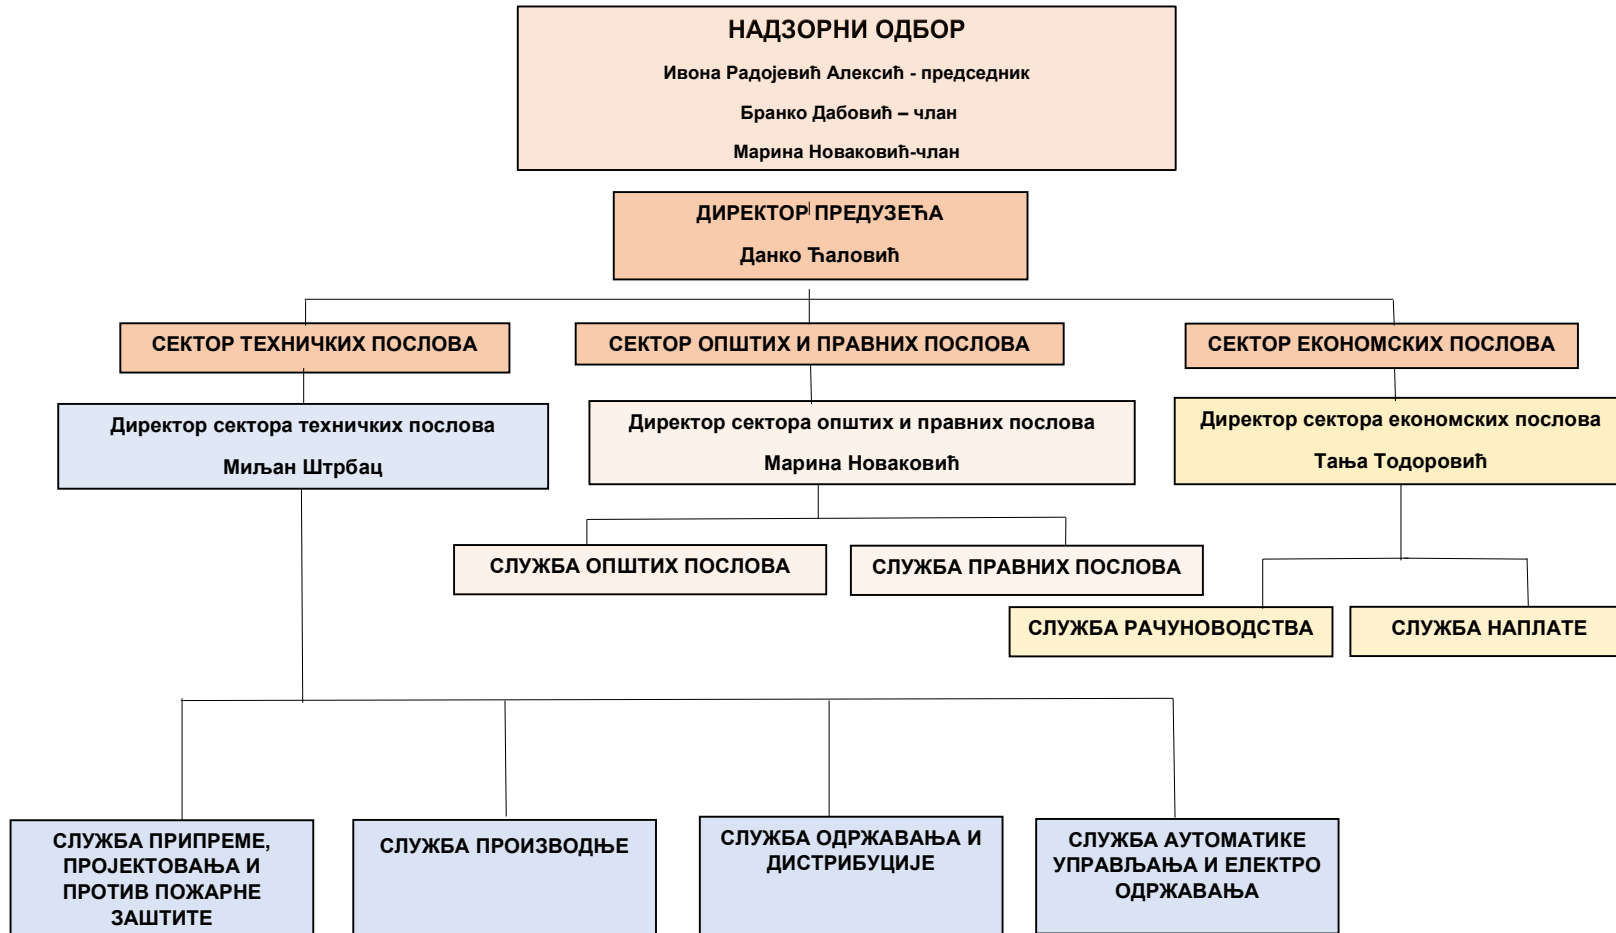 НАДЗОРНИ ОДБОР
Ивона Радојевић Алексић - председник
Бранко Дабовић – члан
Марина Новаковић-члан
ДИРЕКТОР ПРЕДУЗЕЋА
Данко Ћаловић
СЕКТОР ТЕХНИЧКИХ ПОСЛОВА
СЕКТОР ОПШТИХ И ПРАВНИХ ПОСЛОВА
СЕКТОР ЕКОНОМСКИХ ПОСЛОВА
Директор сектора техничких послова
Миљан Штрбац
Директор сектора општих и правних послова
Марина Новаковић
Директор сектора економских послова
Тања Тодоровић
СЛУЖБА ОПШТИХ ПОСЛОВА
СЛУЖБА ПРАВНИХ ПОСЛОВА
СЛУЖБА РАЧУНОВОДСТВА
СЛУЖБА НАПЛАТЕ
СЛУЖБА ПРИПРЕМЕ,
ПРОЈЕКТОВАЊА И
ПРОТИВ ПОЖАРНЕ
ЗАШТИТЕ
СЛУЖБА ПРОИЗВОДЊЕ
СЛУЖБА ОДРЖАВАЊА И
ДИСТРИБУЦИЈЕ
СЛУЖБА АУТОМАТИКЕ
УПРАВЉАЊА И ЕЛЕКТРО
ОДРЖАВАЊА